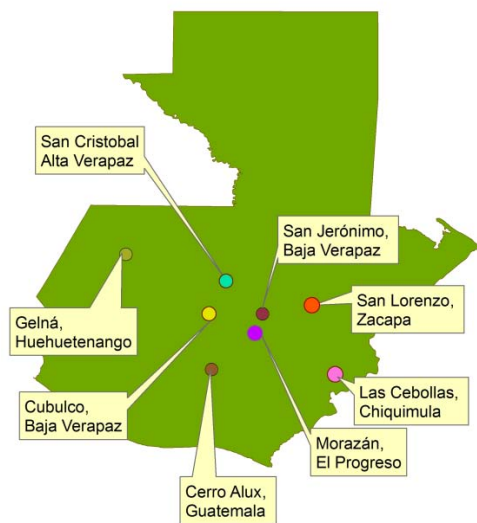 San Cristobal
Alta Verapaz
San Jerónimo,
Baja Verapaz
San Lorenzo,
Zacapa
Gelná,
Huehuetenango
Las Cebollas,
Chiquimula
Cubulco,
Baja Verapaz
Morazán,
El Progreso
Cerro Alux,
Guatemala